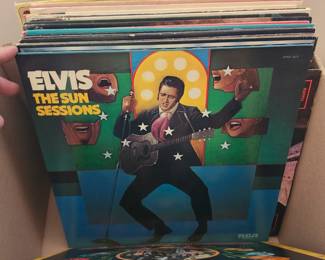 ELVIS
THE SUN
SESSIONS
RCA